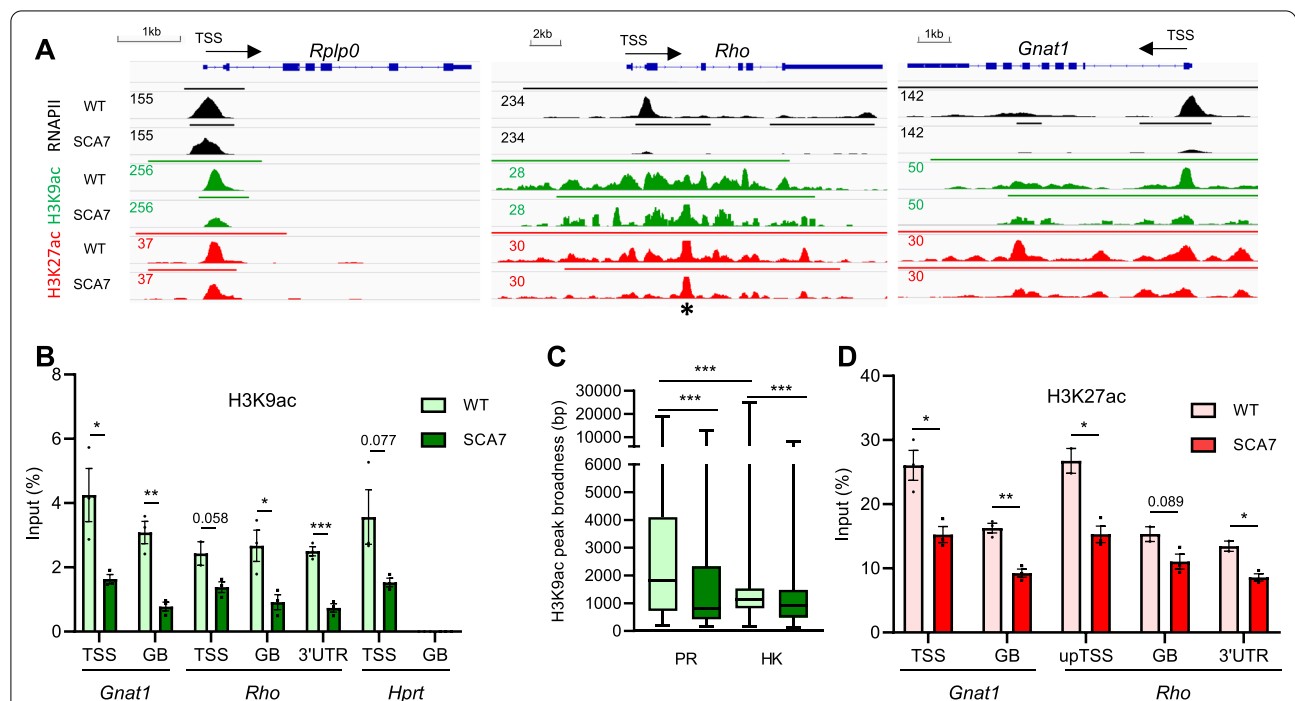 A
1kb
TSS
Rplp0
2kb
TSS
Rho
1kb
TSS
Gnat1
RNAPII
WT
155
234
142
SCA7
155
234
142
H3K9ac
WT
256
28
50
SCA7
256
28
50
H3K27ac
WT
37
30
30
SCA7
37
30
30
*
B
H3K9ac
WT
SCA7
Input (%)
8
6
4
2
0
*
**
0.058
*
***
0.077
TSS
GB
TSS
GB
3'UTR
TSS
GB
Gnat1
Rho
Hprt
C
H3K9ac peak broadness (bp)
30000
20000
10000
6000
5000
4000
3000
2000
1000
0
***
***
***
PR
HK
D
H3K27ac
WT
SCA7
Input (%)
40
30
20
10
0
*
**
*
0.089
*
TSS
GB
upTSS
GB
3'UTR
Gnat1
Rho